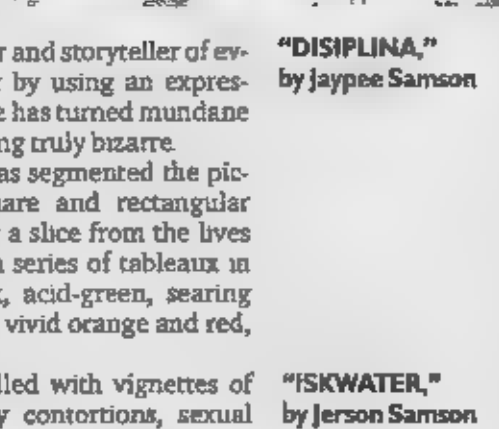 r and storyteller of ev-
r by using an expres-
e has turned mundane
ng truly bizarre.
as segmented the pic-
uare and rectangular
a slice from the lives
a series of tableaux in
, acid-green, searing
vivid orange and red,
lled with vignettes of
y contortions, sexual
“DISIPLINA,”
by Jaypee Samson
“ISKWATER,”
by Jerson Samson